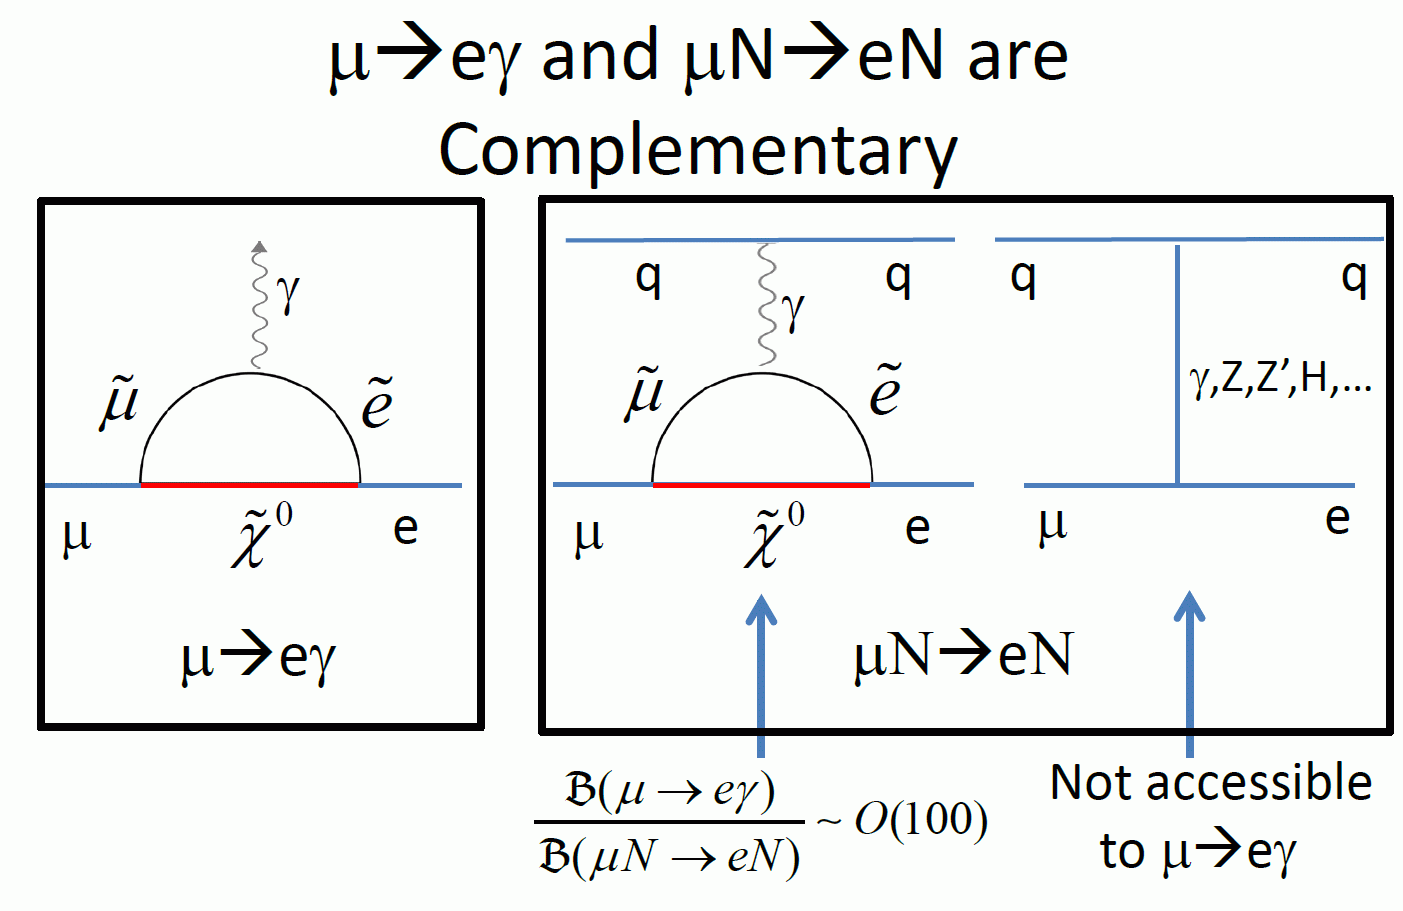 μ→eγ and μN→eN are
Complementary
γ
μ̃ ẽ
μ χ̃⁰ e
μ→eγ
q q
γ
μ̃ ẽ
μ χ̃⁰ e
q q
γ,Z,Z’,H,...
μ e
μN→eN
𝔅(μ → eγ)
𝔅(μN → eN)
~ O(100)
Not accessible
to μ→eγ